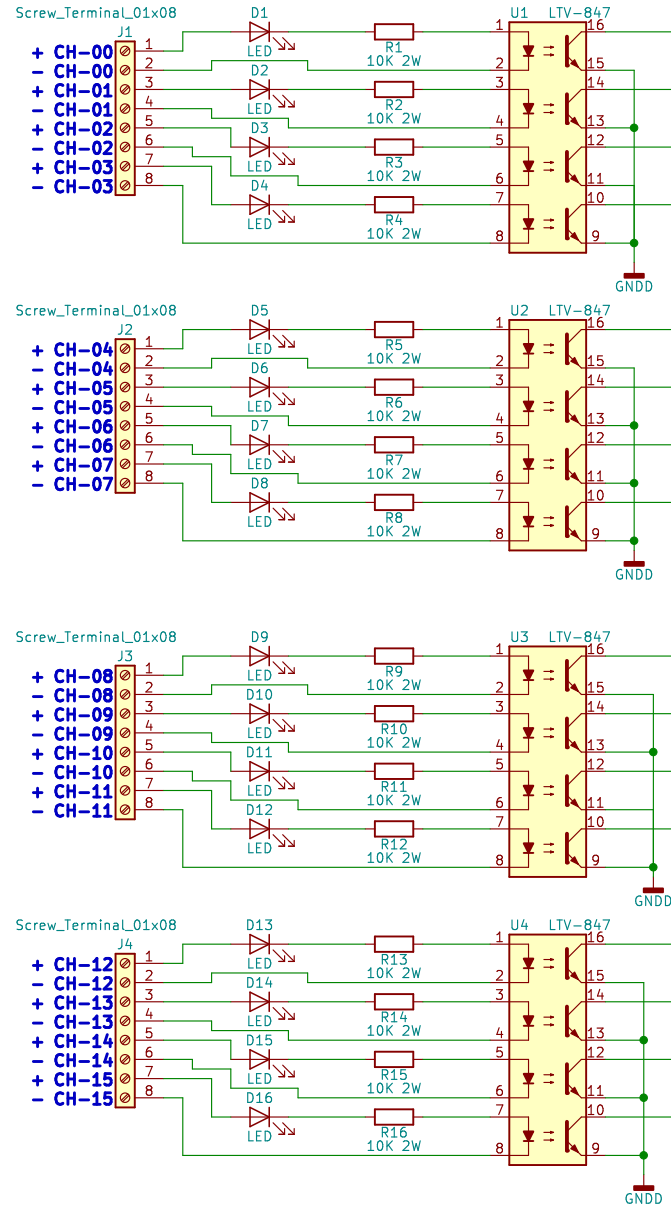 Screw_Terminal_01x08 D1 U1 LTV-847
J1 1 16
+ CH-00 1 LED R1
10K 2W
- CH-00 2 D2 2 15
+ CH-01 3 3 14
- CH-01 4 LED R2
10K 2W
+ CH-02 5 D3 4 13
- CH-02 6 5 12
+ CH-03 7 LED R3
10K 2W
- CH-03 8 D4 6 11
7 10
LED R4
10K 2W
8 9
GNDD
Screw_Terminal_01x08 D5 U2 LTV-847
J2 1 16
+ CH-04 1 LED R5
10K 2W
- CH-04 2 D6 2 15
+ CH-05 3 3 14
- CH-05 4 LED R6
10K 2W
+ CH-06 5 D7 4 13
- CH-06 6 5 12
+ CH-07 7 LED R7
10K 2W
- CH-07 8 D8 6 11
7 10
LED R8
10K 2W
8 9
GNDD
Screw_Terminal_01x08 D9 U3 LTV-847
J3 1 16
+ CH-08 1 LED R9
10K 2W
- CH-08 2 D10 2 15
+ CH-09 3 3 14
- CH-09 4 LED R10
10K 2W
+ CH-10 5 D11 4 13
- CH-10 6 5 12
+ CH-11 7 LED R11
10K 2W
- CH-11 8 D12 6 11
7 10
LED R12
10K 2W
8 9
GNDD
Screw_Terminal_01x08 D13 U4 LTV-847
J4 1 16
+ CH-12 1 LED R13
10K 2W
- CH-12 2 D14 2 15
+ CH-13 3 3 14
- CH-13 4 LED R14
10K 2W
+ CH-14 5 D15 4 13
- CH-14 6 5 12
+ CH-15 7 LED R15
10K 2W
- CH-15 8 D16 6 11
7 10
LED R16
10K 2W
8 9
GNDD